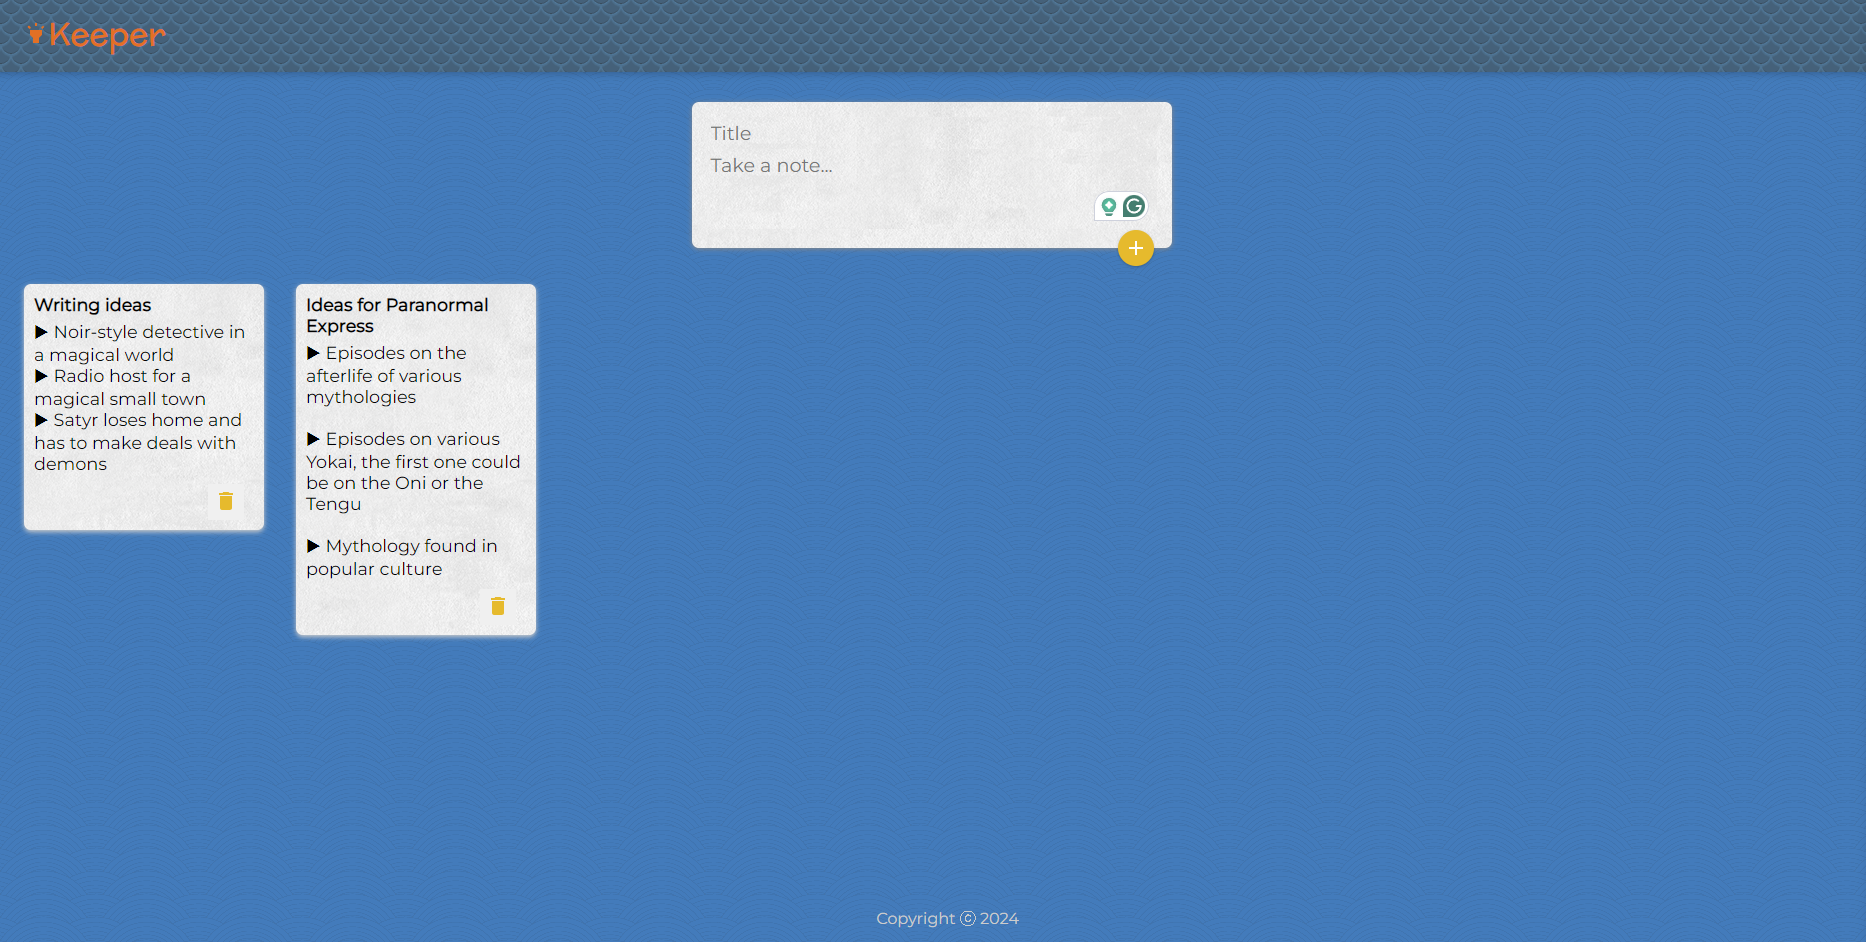 Keeper
Title
Take a note...
Writing ideas
▶ Noir-style detective in
a magical world
▶ Radio host for a
magical small town
▶ Satyr loses home and
has to make deals with
demons
Ideas for Paranormal
Express
▶ Episodes on the
afterlife of various
mythologies
▶ Episodes on various
Yokai, the first one could
be on the Oni or the
Tengu
▶ Mythology found in
popular culture
Copyright ⓒ 2024